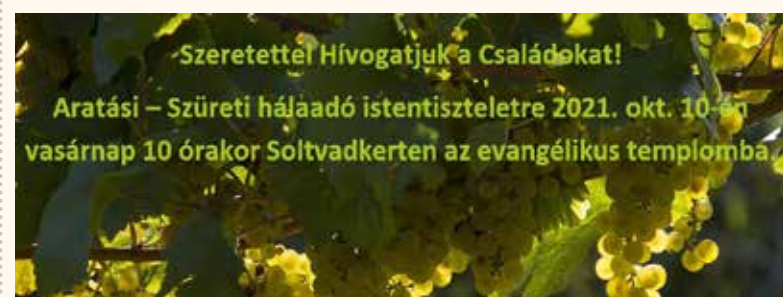 Szeretettel Hívogatjuk a Családokat!
Aratási – Szüreti hálaadó istentiszteletre 2021. okt. 10-én
vasárnap 10 órakor Soltvadkerten az evangélikus templomba.